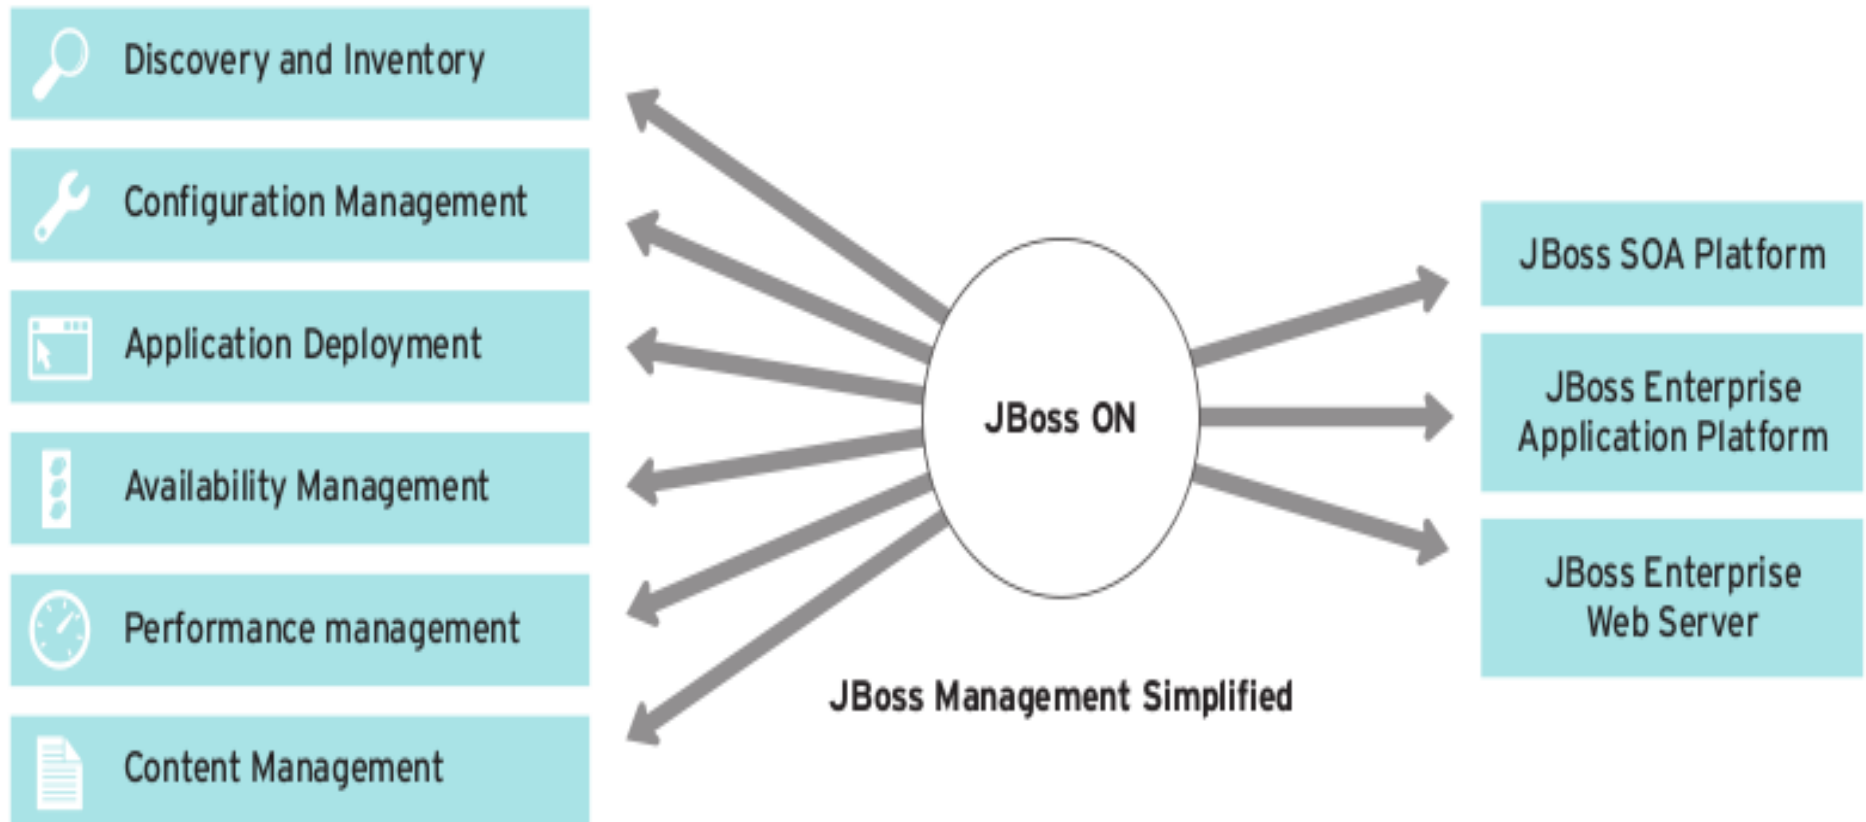 Discovery and Inventory
Configuration Management
Application Deployment
Availability Management
Performance management
Content Management
JBoss ON
JBoss Management Simplified
JBoss SOA Platform
JBoss Enterprise
Application Platform
JBoss Enterprise
Web Server